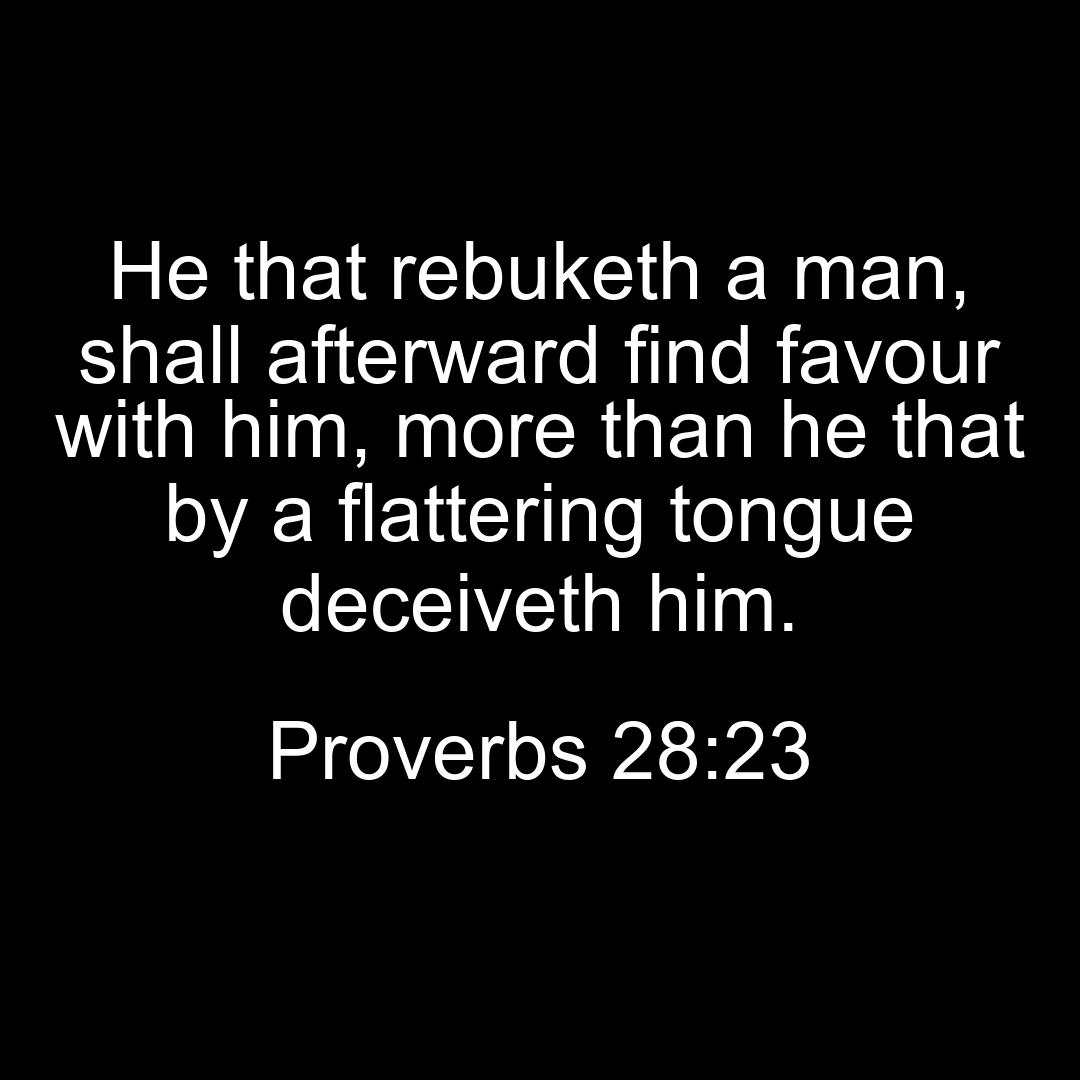 He that rebuketh a man,
shall afterward find favour
with him, more than he that
by a flattering tongue
deceiveth him.
Proverbs 28:23